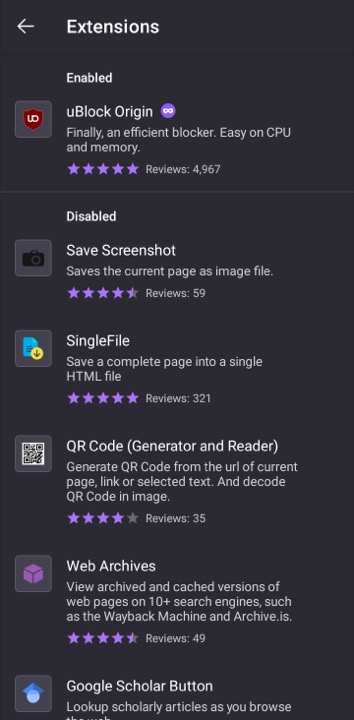 Extensions
Enabled
uBlock Origin
Finally, an efficient blocker. Easy on CPU
and memory.
Reviews: 4,967
Disabled
Save Screenshot
Saves the current page as image file.
Reviews: 59
SingleFile
Save a complete page into a single
HTML file
Reviews: 321
QR Code (Generator and Reader)
Generate QR Code from the url of current
page, link or selected text. And decode
QR Code in image.
Reviews: 35
Web Archives
View archived and cached versions of
web pages on 10+ search engines, such
as the Wayback Machine and Archive.is.
Reviews: 49
Google Scholar Button
Lookup scholarly articles as you browse